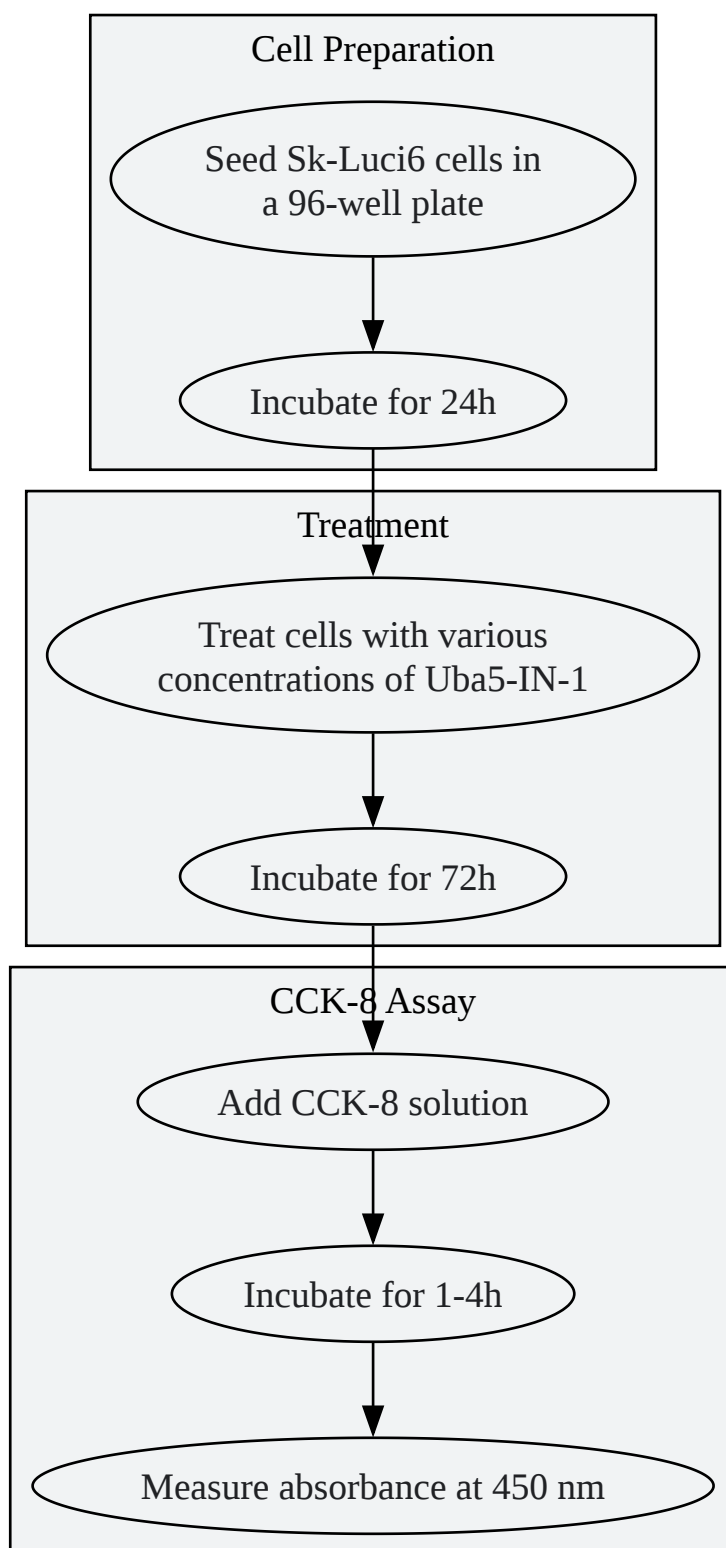 Cell Preparation
Seed Sk-Luci6 cells in
a 96-well plate
Incubate for 24h
Treatment
Treat cells with various
concentrations of Uba5-IN-1
Incubate for 72h
CCK-8 Assay
Add CCK-8 solution
Incubate for 1-4h
Measure absorbance at 450 nm